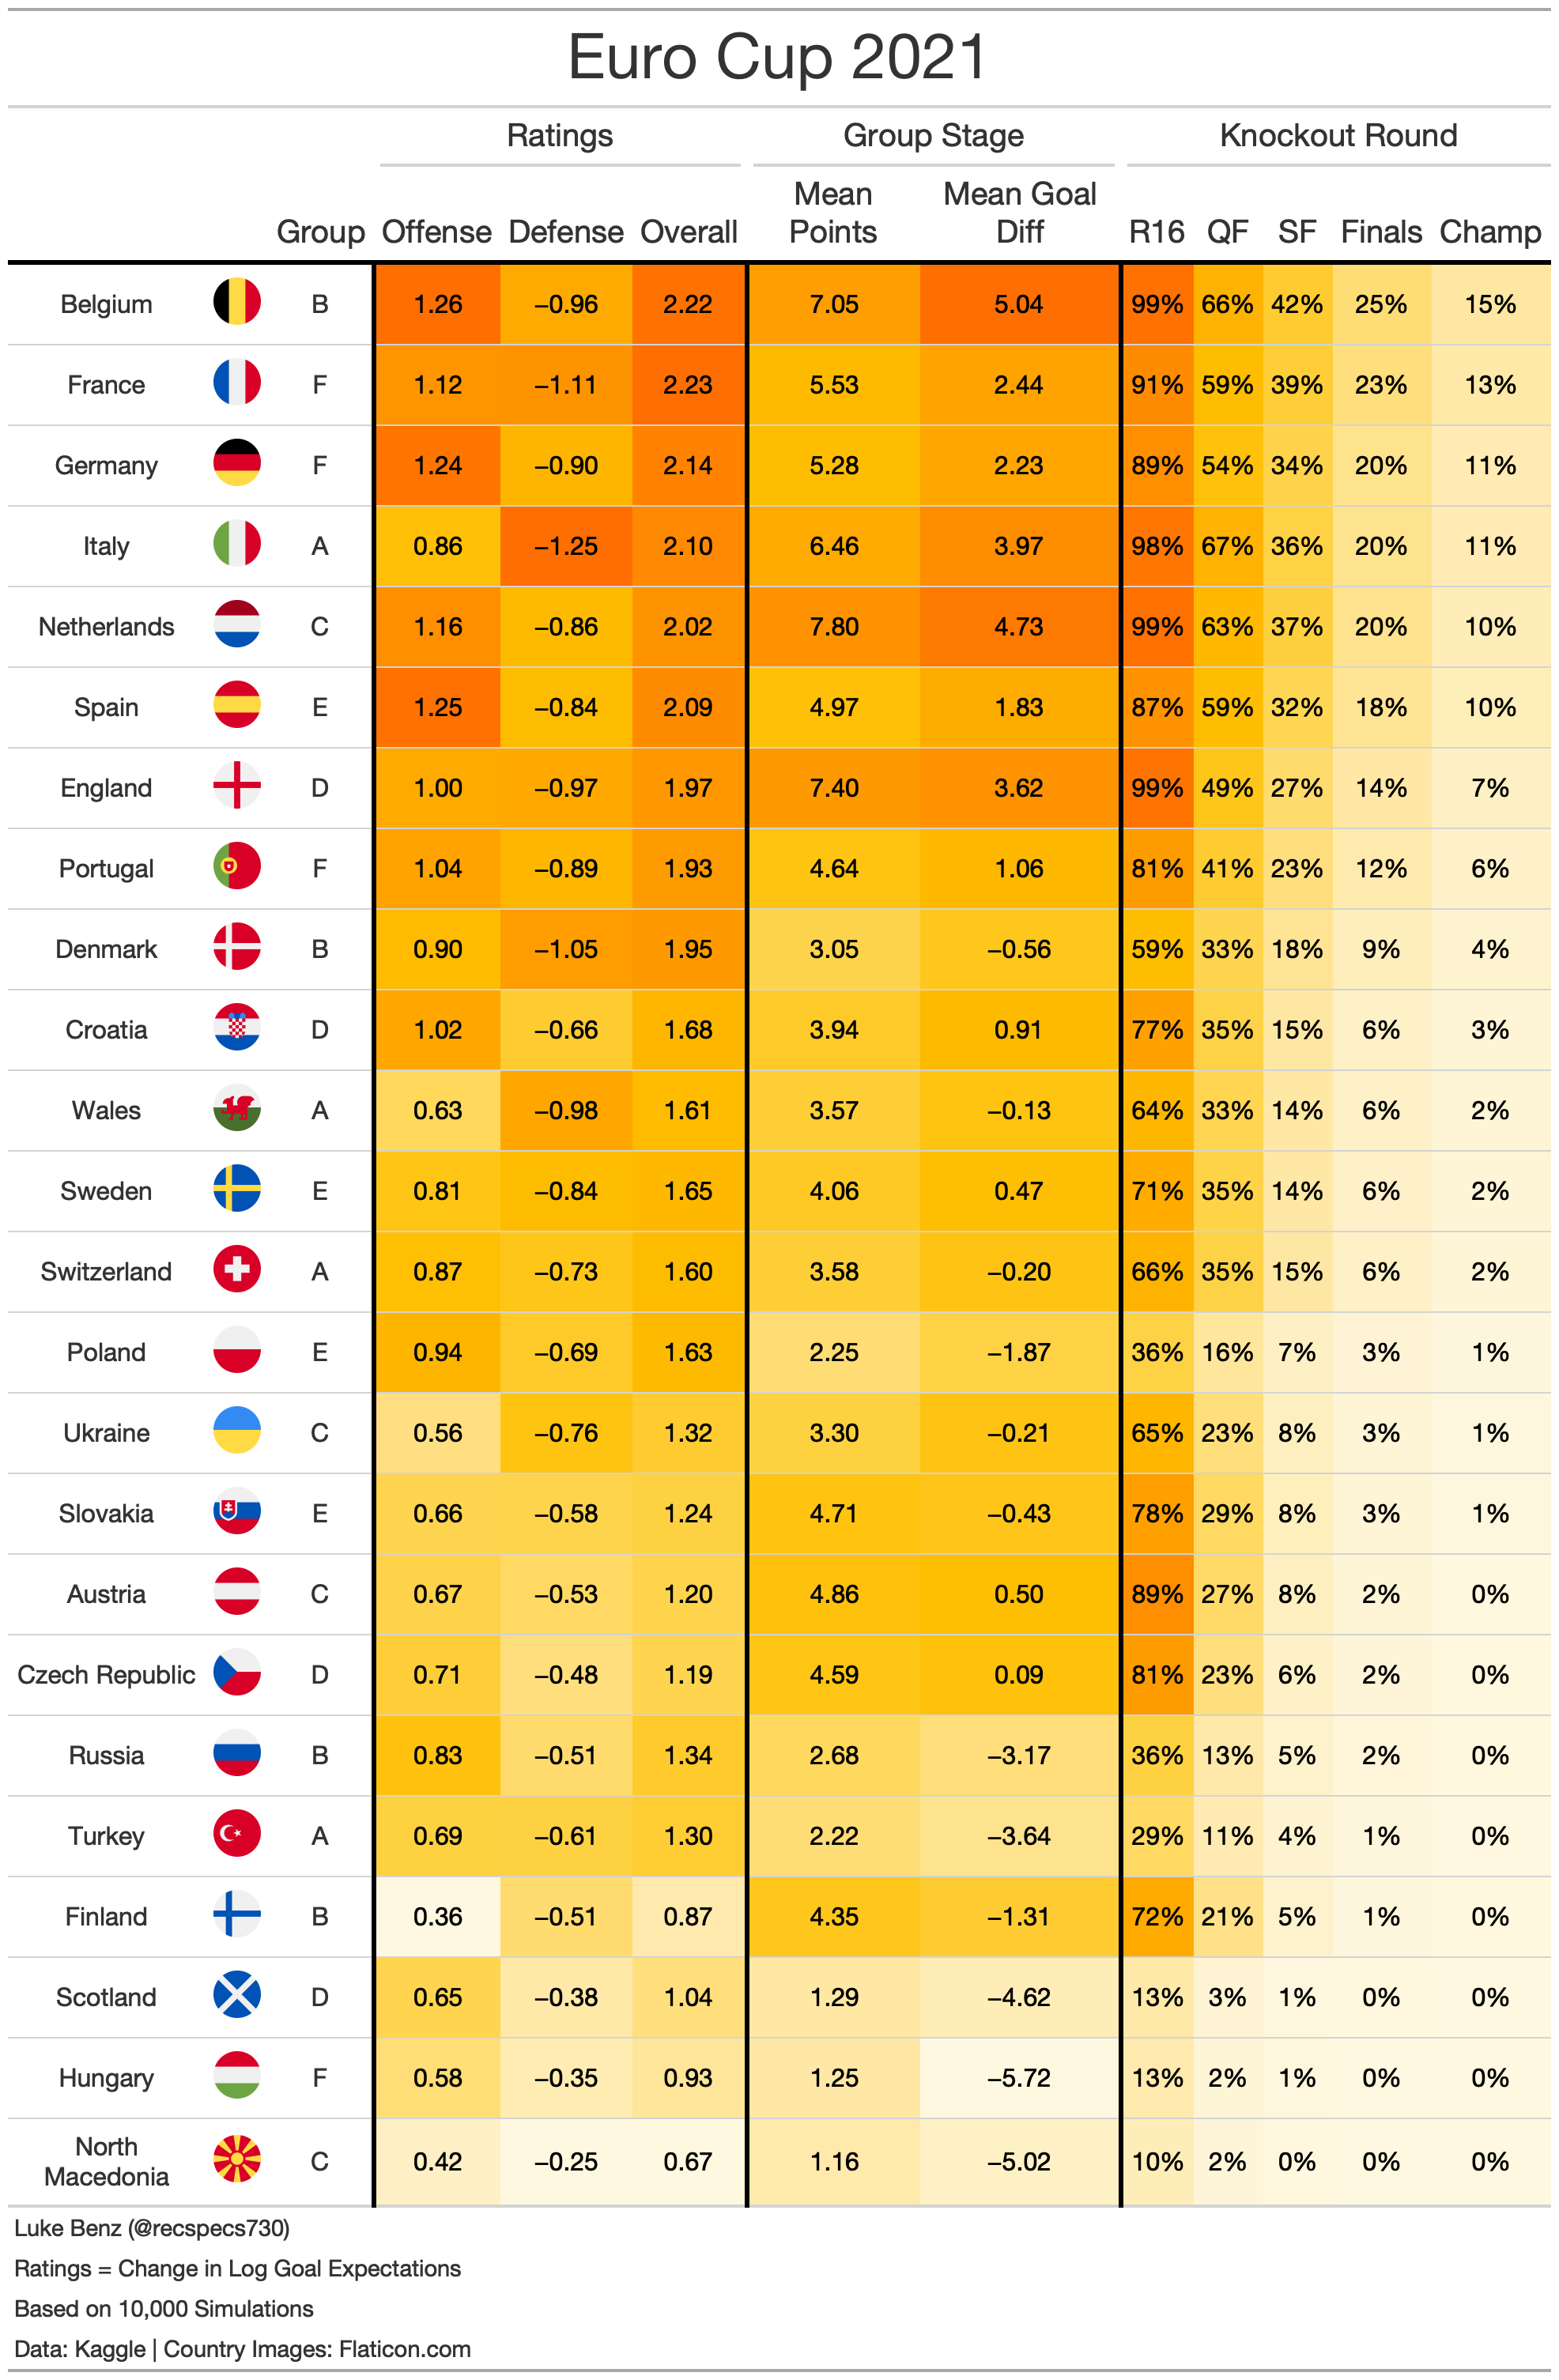 Euro Cup 2021
Ratings Group Stage Knockout Round
Group Offense Defense Overall Mean Points Mean Goal Diff R16 QF SF Finals Champ
Belgium B 1.26 −0.96 2.22 7.05 5.04 99% 66% 42% 25% 15%
France F 1.12 −1.11 2.23 5.53 2.44 91% 59% 39% 23% 13%
Germany F 1.24 −0.90 2.14 5.28 2.23 89% 54% 34% 20% 11%
Italy A 0.86 −1.25 2.10 6.46 3.97 98% 67% 36% 20% 11%
Netherlands C 1.16 −0.86 2.02 7.80 4.73 99% 63% 37% 20% 10%
Spain E 1.25 −0.84 2.09 4.97 1.83 87% 59% 32% 18% 10%
England D 1.00 −0.97 1.97 7.40 3.62 99% 49% 27% 14% 7%
Portugal F 1.04 −0.89 1.93 4.64 1.06 81% 41% 23% 12% 6%
Denmark B 0.90 −1.05 1.95 3.05 −0.56 59% 33% 18% 9% 4%
Croatia D 1.02 −0.66 1.68 3.94 0.91 77% 35% 15% 6% 3%
Wales A 0.63 −0.98 1.61 3.57 −0.13 64% 33% 14% 6% 2%
Sweden E 0.81 −0.84 1.65 4.06 0.47 71% 35% 14% 6% 2%
Switzerland A 0.87 −0.73 1.60 3.58 −0.20 66% 35% 15% 6% 2%
Poland E 0.94 −0.69 1.63 2.25 −1.87 36% 16% 7% 3% 1%
Ukraine C 0.56 −0.76 1.32 3.30 −0.21 65% 23% 8% 3% 1%
Slovakia E 0.66 −0.58 1.24 4.71 −0.43 78% 29% 8% 3% 1%
Austria C 0.67 −0.53 1.20 4.86 0.50 89% 27% 8% 2% 0%
Czech Republic D 0.71 −0.48 1.19 4.59 0.09 81% 23% 6% 2% 0%
Russia B 0.83 −0.51 1.34 2.68 −3.17 36% 13% 5% 2% 0%
Turkey A 0.69 −0.61 1.30 2.22 −3.64 29% 11% 4% 1% 0%
Finland B 0.36 −0.51 0.87 4.35 −1.31 72% 21% 5% 1% 0%
Scotland D 0.65 −0.38 1.04 1.29 −4.62 13% 3% 1% 0% 0%
Hungary F 0.58 −0.35 0.93 1.25 −5.72 13% 2% 1% 0% 0%
North Macedonia C 0.42 −0.25 0.67 1.16 −5.02 10% 2% 0% 0% 0%
Luke Benz (@recspecs730)
Ratings = Change in Log Goal Expectations
Based on 10,000 Simulations
Data: Kaggle | Country Images: Flaticon.com